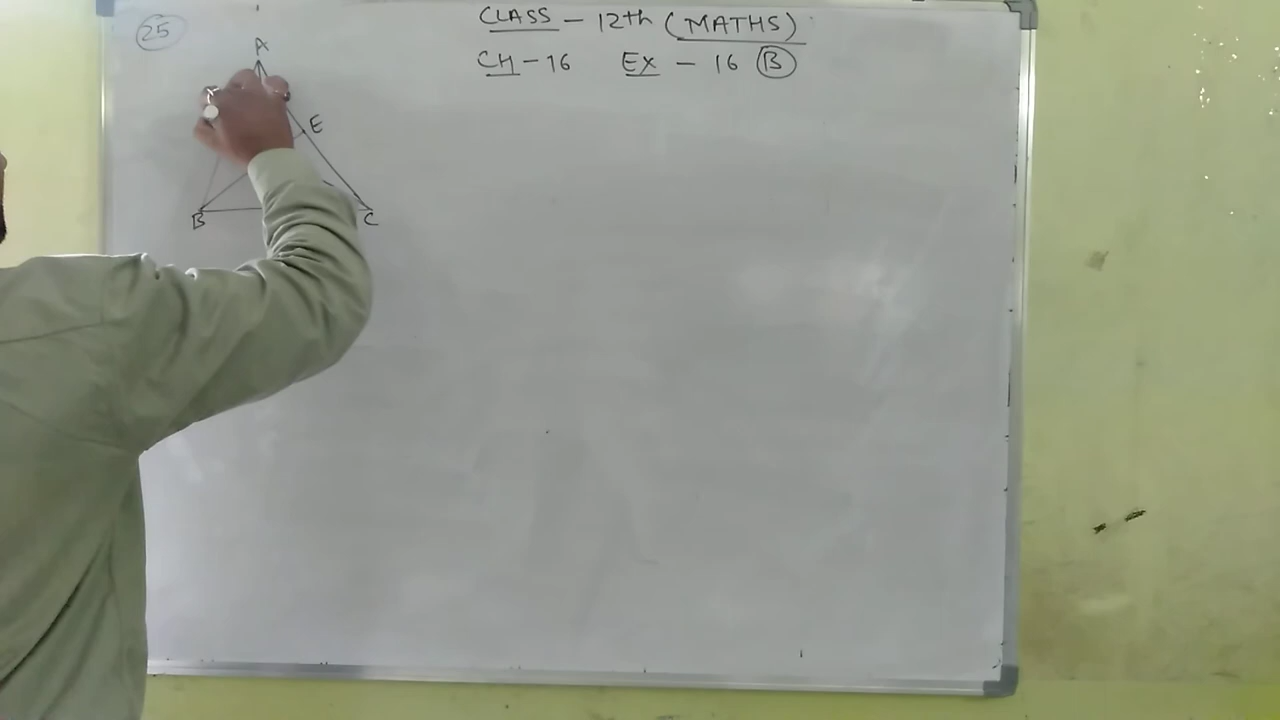 25
CLASS - 12th (MATHS)
CH - 16 EX - 16 B
A
E
B
C